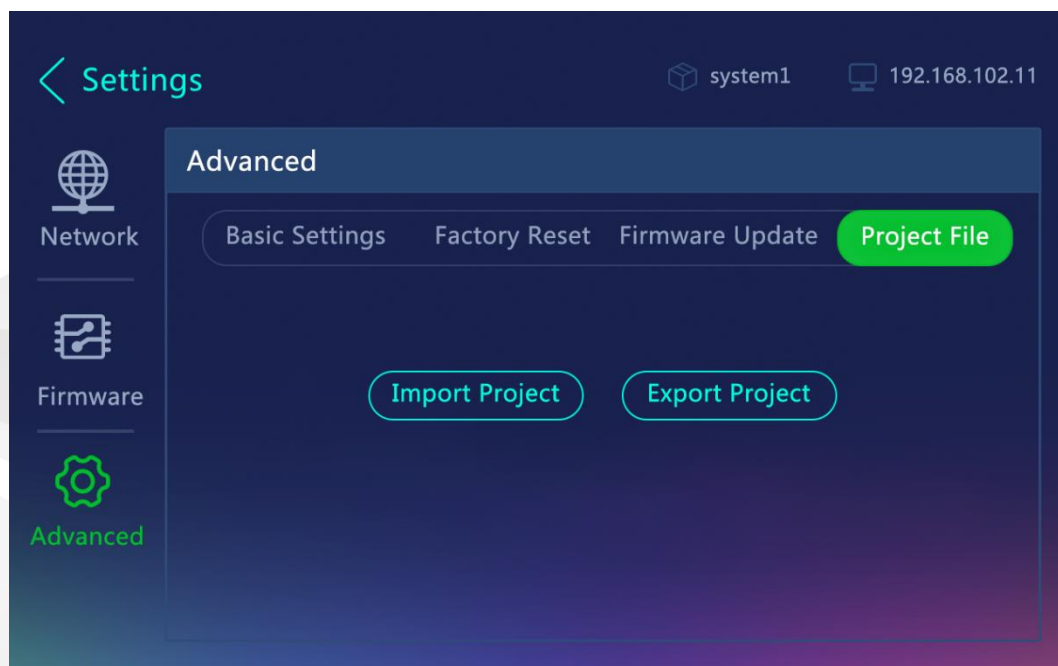 Settings
system1
192.168.102.11
Network
Firmware
Advanced
Advanced
Basic Settings
Factory Reset
Firmware Update
Project File
Import Project
Export Project